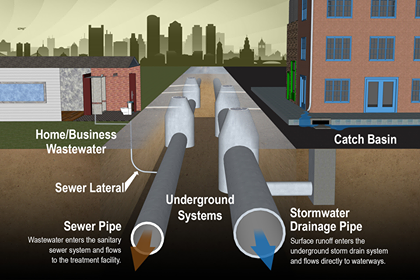 Home/Business
Wastewater
Catch Basin
Sewer Lateral
Underground
Systems
Sewer Pipe
Wastewater enters the sanitary
sewer system and flows
to the treatment facility.
Stormwater
Drainage Pipe
Surface runoff enters the
underground storm drain system
and flows directly to waterways.